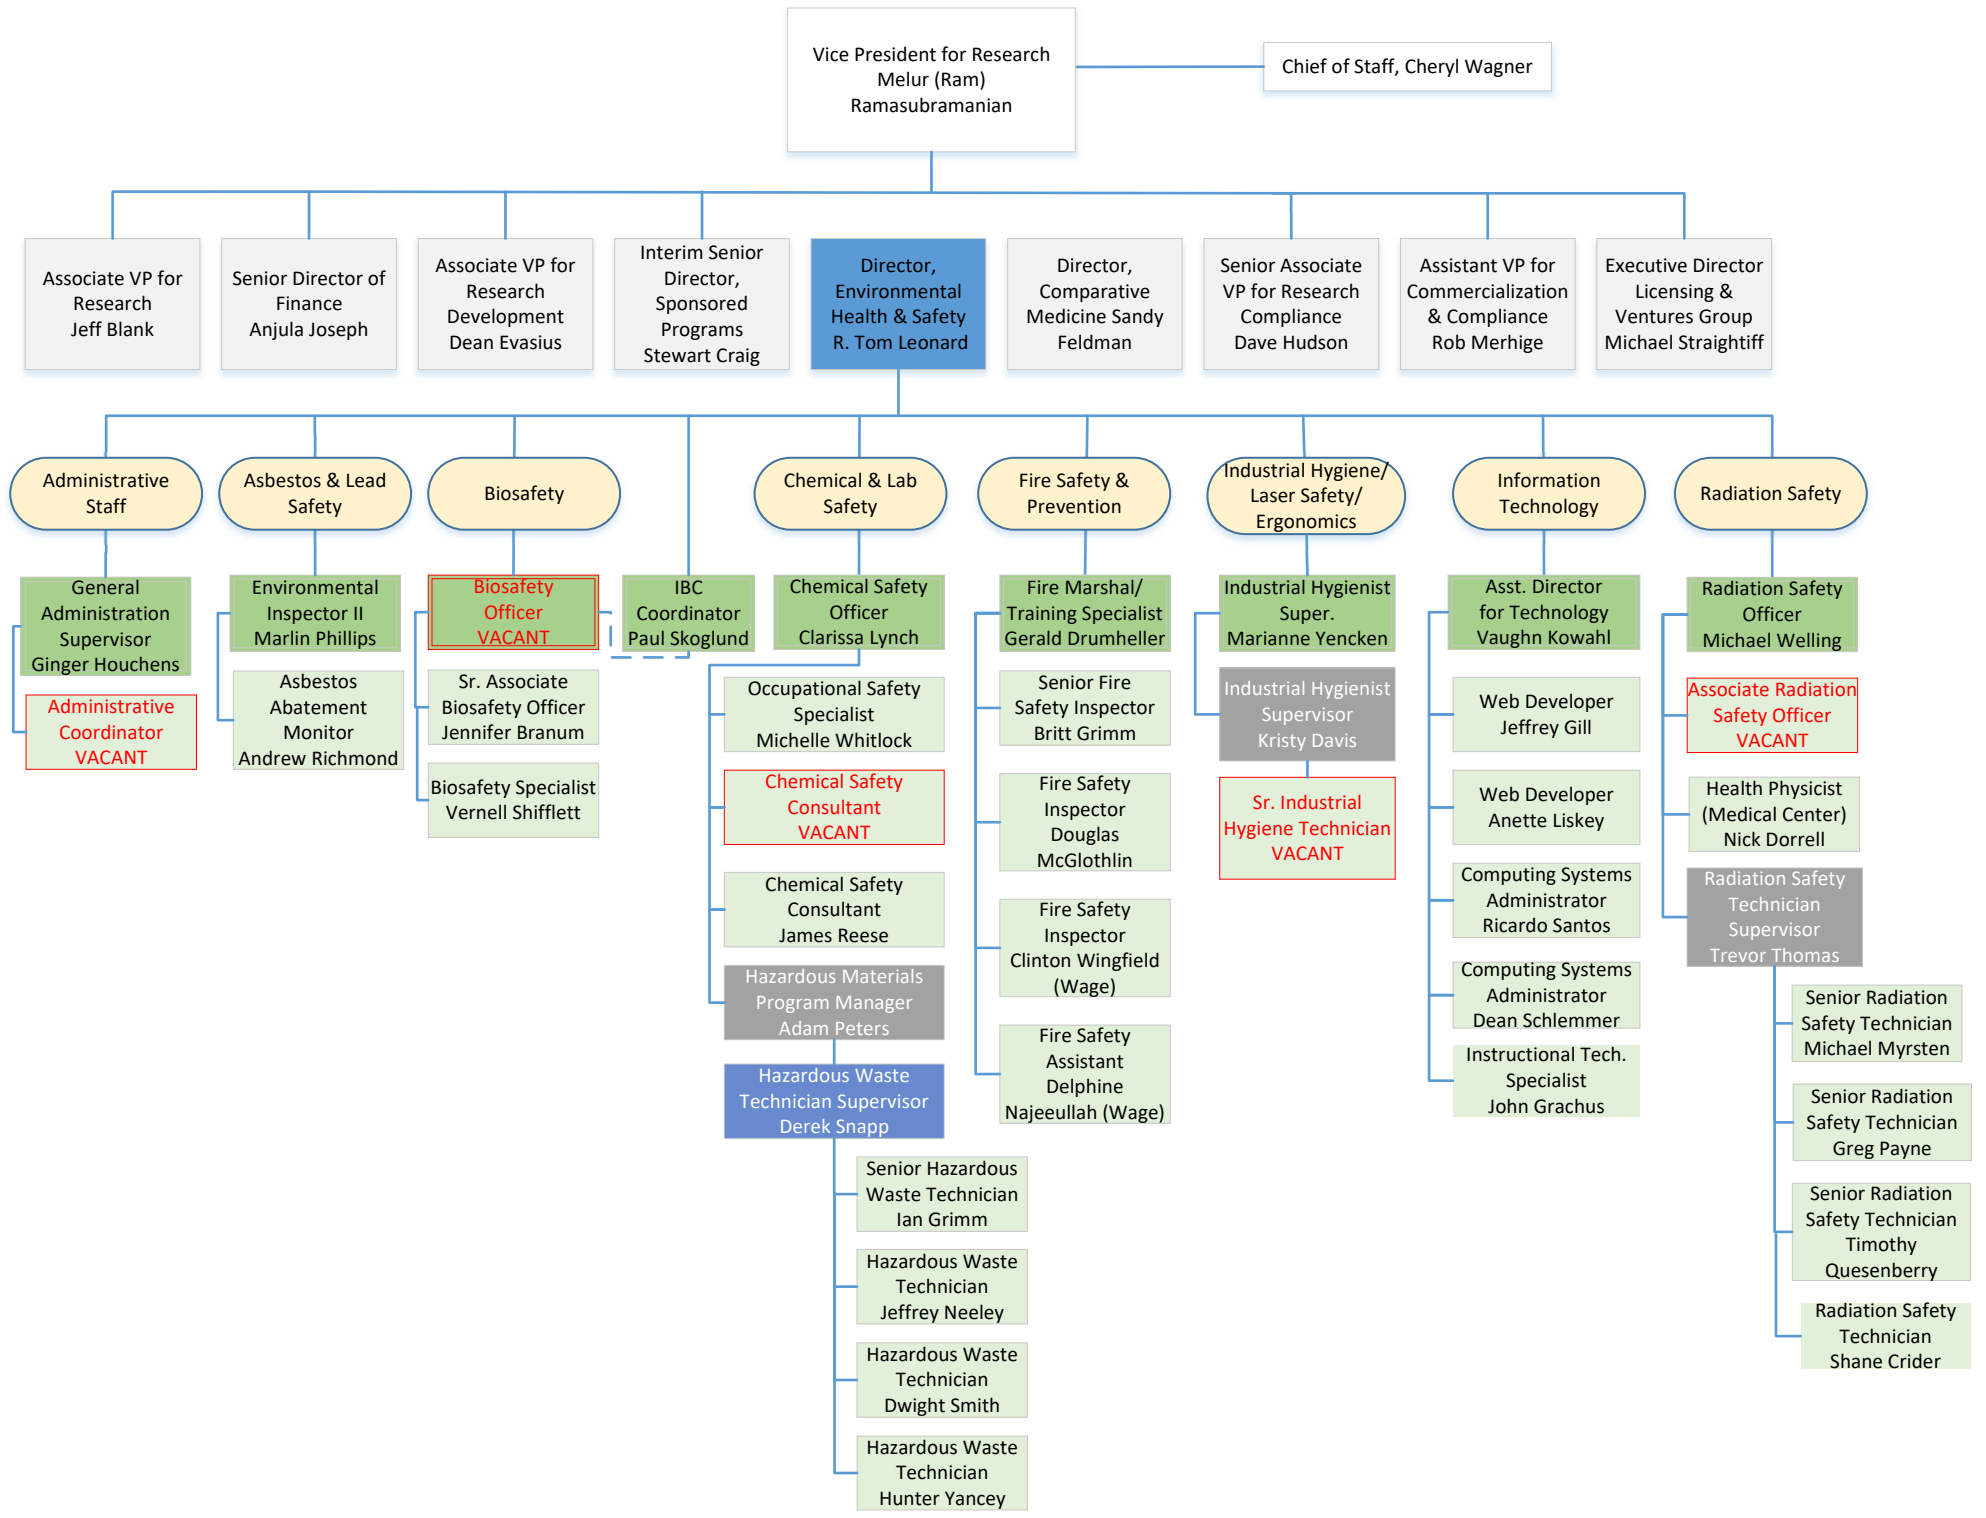 Vice President for Research
Melur (Ram)
Ramasubramanian
Chief of Staff, Cheryl Wagner
Associate VP for
Research
Jeff Blank
Senior Director of
Finance
Anjula Joseph
Associate VP for
Research
Development
Dean Evasius
Interim Senior
Director,
Sponsored
Programs
Stewart Craig
Director,
Environmental
Health & Safety
R. Tom Leonard
Director,
Comparative
Medicine Sandy
Feldman
Senior Associate
VP for Research
Compliance
Dave Hudson
Assistant VP for
Commercialization
& Compliance
Rob Merhige
Executive Director
Licensing &
Ventures Group
Michael Straightiff
Administrative
Staff
Asbestos & Lead
Safety
Biosafety
Chemical & Lab
Safety
Fire Safety &
Prevention
Industrial Hygiene/
Laser Safety/
Ergonomics
Information
Technology
Radiation Safety
General
Administration
Supervisor
Ginger Houchens
Administrative
Coordinator
VACANT
Environmental
Inspector II
Marlin Phillips
Asbestos
Abatement
Monitor
Andrew Richmond
Biosafety
Officer
VACANT
Sr. Associate
Biosafety Officer
Jennifer Branum
Biosafety Specialist
Vernell Shifflett
IBC
Coordinator
Paul Skoglund
Chemical Safety
Officer
Clarissa Lynch
Occupational Safety
Specialist
Michelle Whitlock
Chemical Safety
Consultant
VACANT
Chemical Safety
Consultant
James Reese
Hazardous Materials
Program Manager
Adam Peters
Hazardous Waste
Technician Supervisor
Derek Snapp
Senior Hazardous
Waste Technician
Ian Grimm
Hazardous Waste
Technician
Jeffrey Neeley
Hazardous Waste
Technician
Dwight Smith
Hazardous Waste
Technician
Hunter Yancey
Fire Marshal/
Training Specialist
Gerald Drumheller
Senior Fire
Safety Inspector
Britt Grimm
Fire Safety
Inspector
Douglas
McGlothlin
Fire Safety
Inspector
Clinton Wingfield
(Wage)
Fire Safety
Assistant
Delphine
Najeeullah (Wage)
Industrial Hygienist
Super.
Marianne Yencken
Industrial Hygienist
Supervisor
Kristy Davis
Sr. Industrial
Hygiene Technician
VACANT
Asst. Director
for Technology
Vaughn Kowahl
Web Developer
Jeffrey Gill
Web Developer
Anette Liskey
Computing Systems
Administrator
Ricardo Santos
Computing Systems
Administrator
Dean Schlemmer
Instructional Tech.
Specialist
John Grachus
Radiation Safety
Officer
Michael Welling
Associate Radiation
Safety Officer
VACANT
Health Physicist
(Medical Center)
Nick Dorrell
Radiation Safety
Technician
Supervisor
Trevor Thomas
Senior Radiation
Safety Technician
Michael Myrsten
Senior Radiation
Safety Technician
Greg Payne
Senior Radiation
Safety Technician
Timothy
Quesenberry
Radiation Safety
Technician
Shane Crider